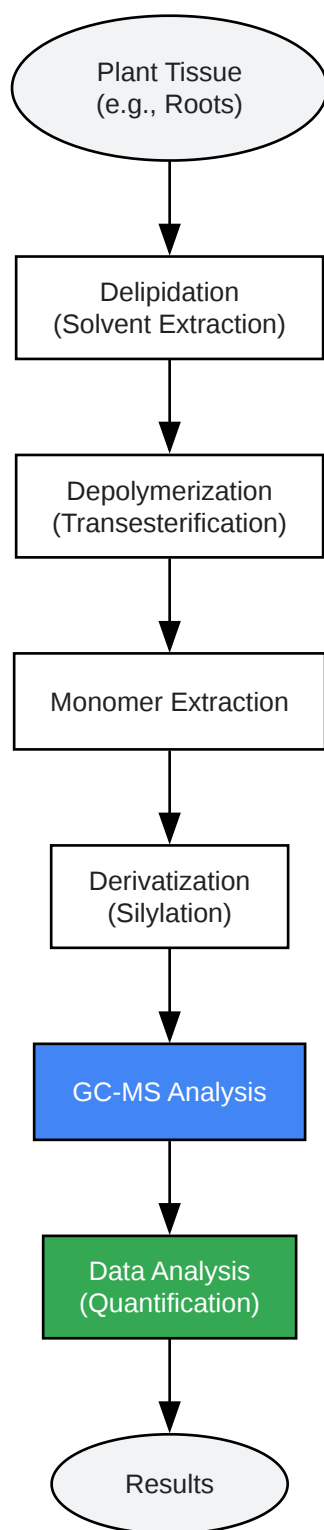 Plant Tissue
(e.g., Roots)
Delipidation
(Solvent Extraction)
Depolymerization
(Transesterification)
Monomer Extraction
Derivatization
(Silylation)
GC-MS Analysis
Data Analysis
(Quantification)
Results